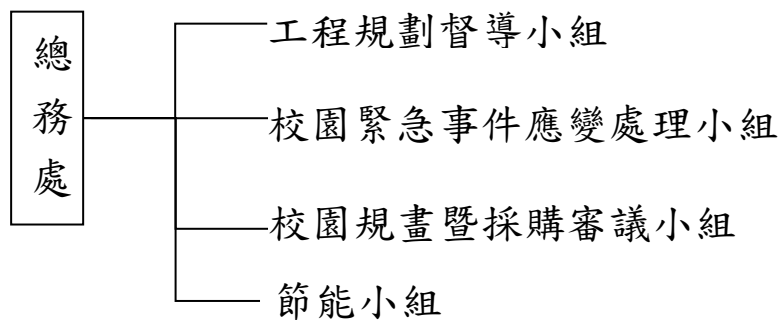 總務處
工程規劃督導小組
校園緊急事件應變處理小組
校園規畫暨採購審議小組
節能小組